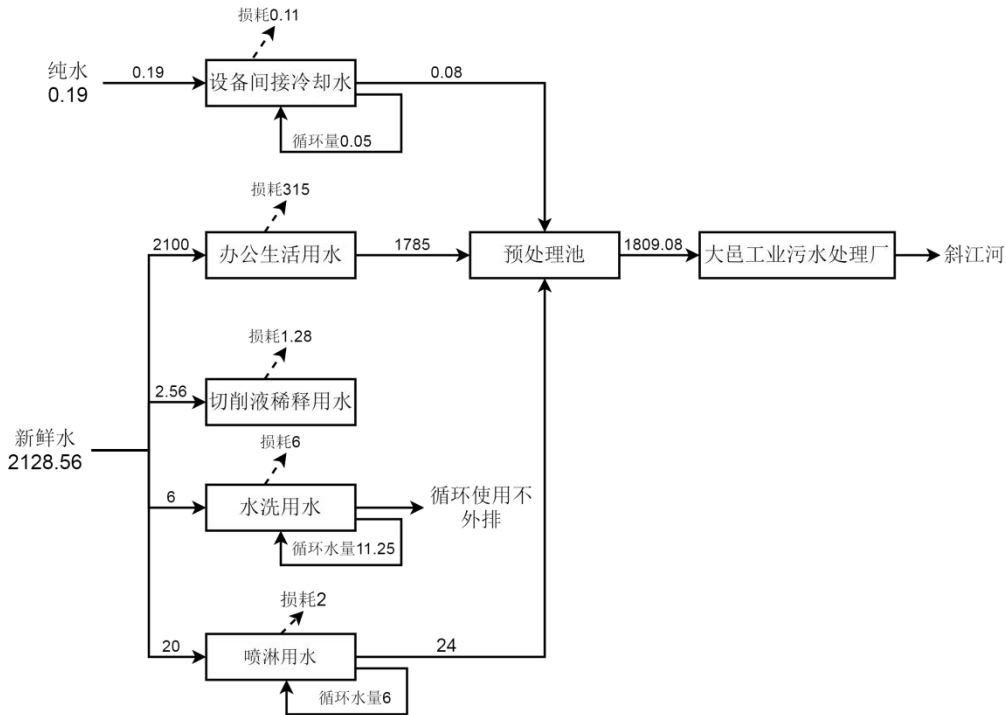 损耗0.11
纯水
0.19
0.19
设备间接冷却水
0.08
循环量0.05
损耗315
2100
办公生活用水
1785
预处理池
1809.08
大邑工业污水处理厂
斜江河
损耗1.28
2.56
切削液稀释用水
新鲜水
2128.56
损耗6
6
水洗用水
循环使用不
外排
循环水量11.25
损耗2
20
喷淋用水
24
循环水量6